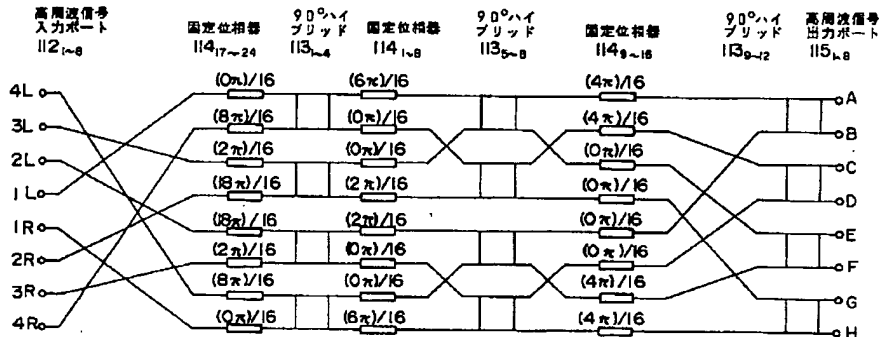 高周波信号
入力ポート
112₁~₈
固定位相器
114₁₇~₂₄
90°ハイ
ブリッド
113₁~₄
固定位相器
114₁~₈
90°ハイ
ブリッド
113₅~₈
固定位相器
114₉~₁₆
90°ハイ
ブリッド
113₉~₁₂
高周波信号
出力ポート
115₁~₈
(0π)/16 (6π)/16 (4π)/16
4L A
(8π)/16 (0π)/16 (4π)/16
3L B
(2π)/16 (0π)/16 (0π)/16
2L C
(18π)/16 (2π)/16 (0π)/16
1L D
(18π)/16 (2π)/16 (0π)/16
1R E
(2π)/16 (0π)/16 (0π)/16
2R F
(8π)/16 (0π)/16 (4π)/16
3R G
(0π)/16 (6π)/16 (4π)/16
4R H